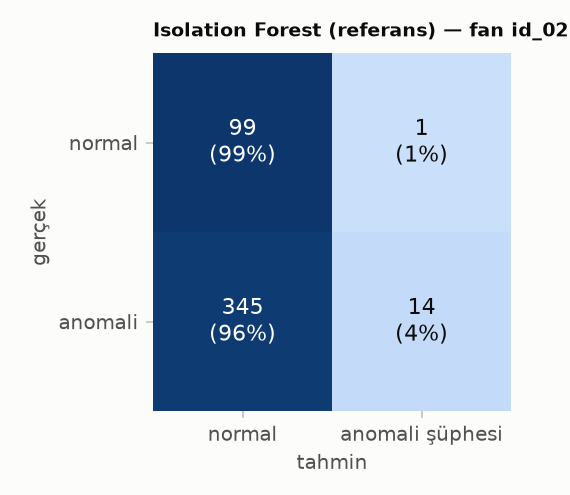 Isolation Forest (referans) — fan id_02
gerçek
normal
99
(99%)
1
(1%)
anomali
345
(96%)
14
(4%)
normal
anomali şüphesi
tahmin